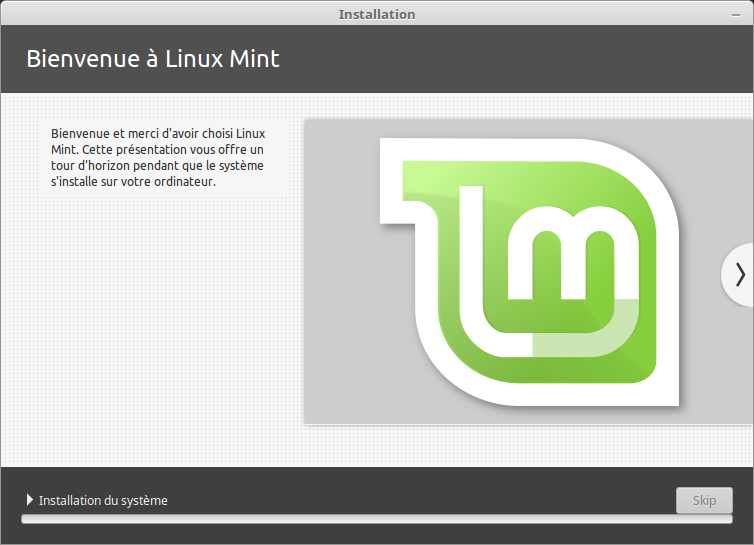 Installation
Bienvenue à Linux Mint
Bienvenue et merci d'avoir choisi Linux
Mint. Cette présentation vous offre un
tour d'horizon pendant que le système
s'installe sur votre ordinateur.
lm
Installation du système
Skip